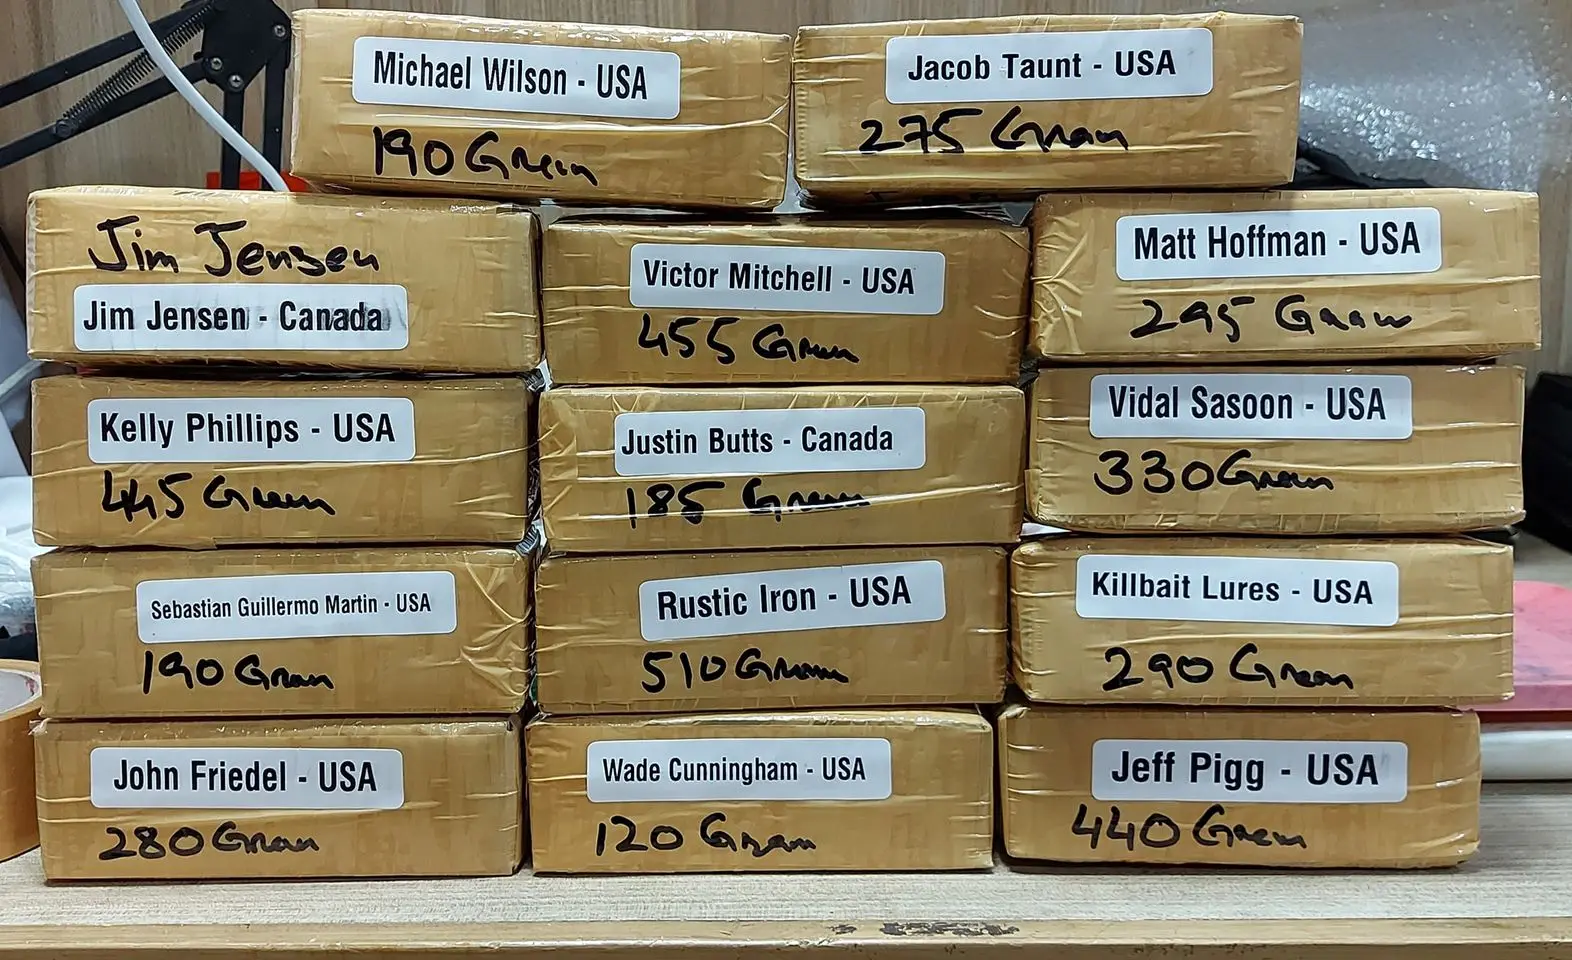 Michael Wilson - USA
190 Gram
Jacob Taunt - USA
275 Gram
Jim Jensen
Jim Jensen - Canada
Victor Mitchell - USA
455 Gram
Matt Hoffman - USA
295 Gram
Kelly Phillips - USA
445 Gram
Justin Butts - Canada
185 Gram
Vidal Sasoon - USA
330 Gram
Sebastian Guillermo Martin - USA
190 Gram
Rustic Iron - USA
510 Gram
Killbait Lures - USA
290 Gram
John Friedel - USA
280 Gram
Wade Cunningham - USA
120 Gram
Jeff Pigg - USA
440 Gram